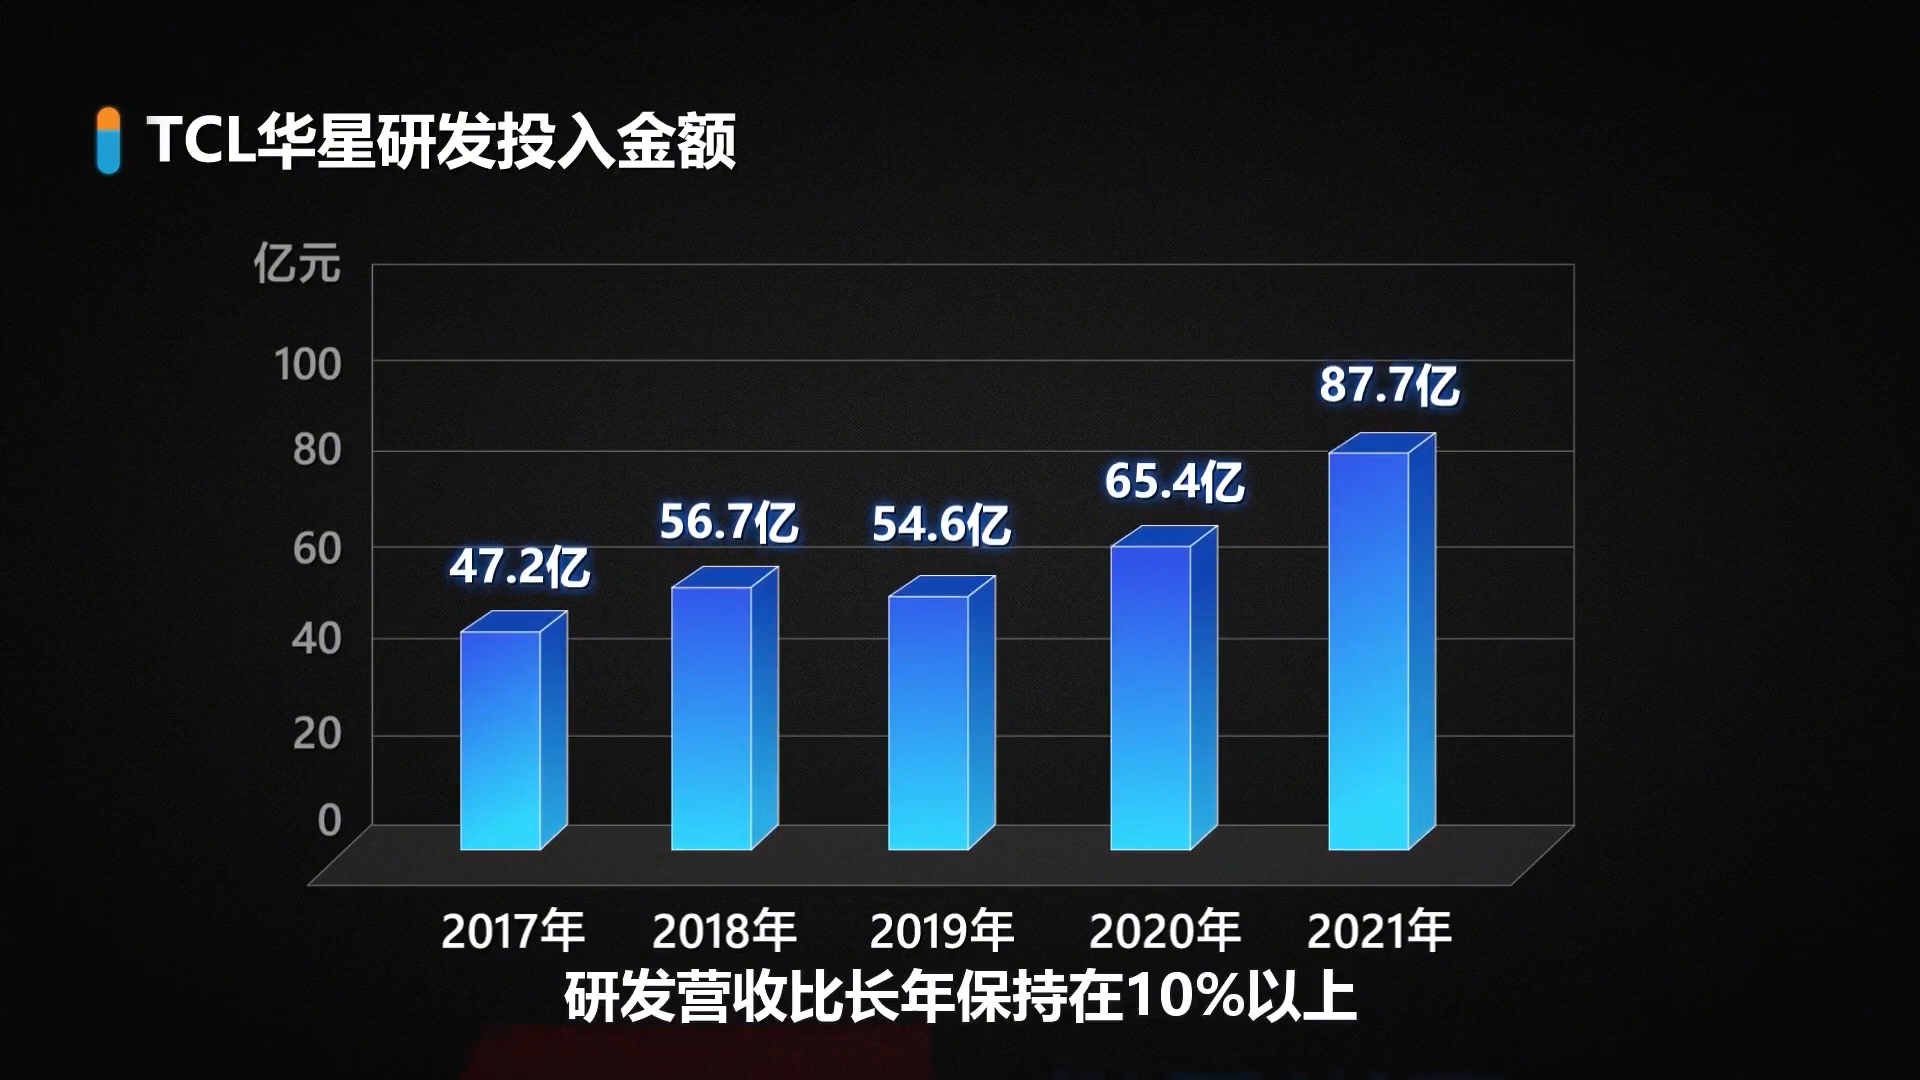 TCL华星研发投入金额
亿元
100
80
60
40
20
0
47.2亿
56.7亿
54.6亿
65.4亿
87.7亿
2017年 2018年 2019年 2020年 2021年
研发营收比长年保持在10%以上